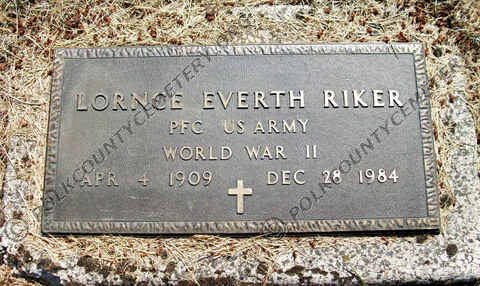 LORNCE EVERTH RIKER
PFC US ARMY
WORLD WAR II
APR 4 1909 DEC 28 1984